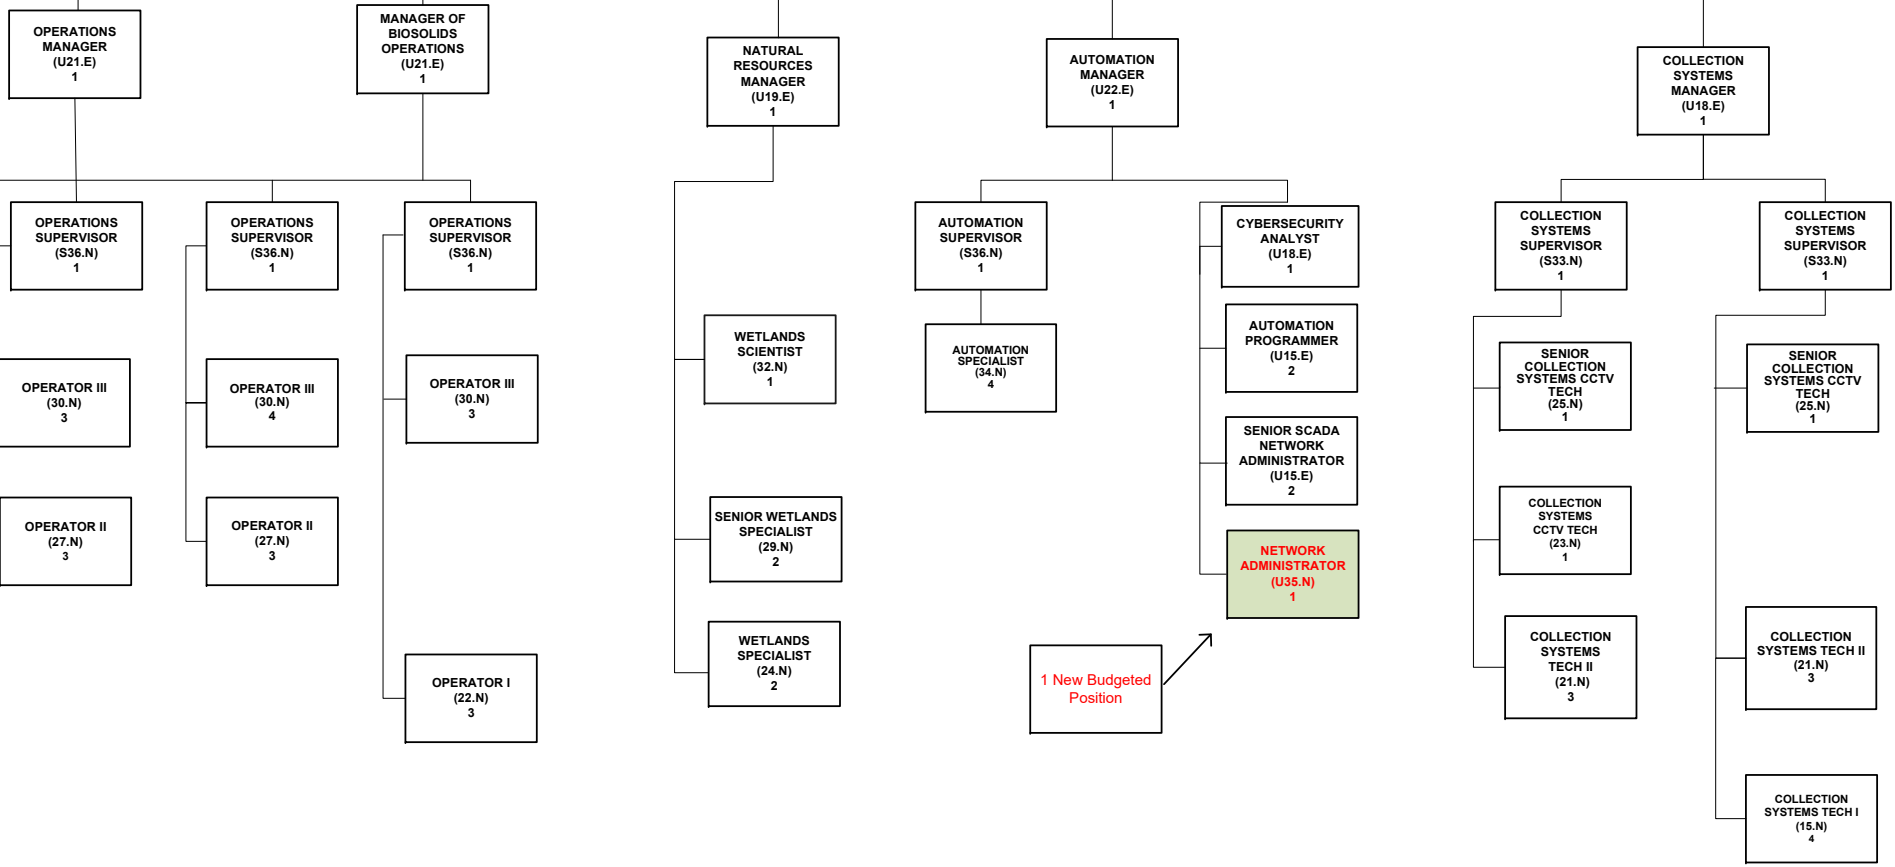 OPERATIONS
MANAGER
(U21.E)
1
MANAGER OF
BIOSOLIDS
OPERATIONS
(U21.E)
1
NATURAL
RESOURCES
MANAGER
(U19.E)
1
AUTOMATION
MANAGER
(U22.E)
1
COLLECTION
SYSTEMS
MANAGER
(U18.E)
1
OPERATIONS
SUPERVISOR
(S36.N)
1
OPERATIONS
SUPERVISOR
(S36.N)
1
OPERATIONS
SUPERVISOR
(S36.N)
1
AUTOMATION
SUPERVISOR
(S36.N)
1
CYBERSECURITY
ANALYST
(U18.E)
1
COLLECTION
SYSTEMS
SUPERVISOR
(S33.N)
1
COLLECTION
SYSTEMS
SUPERVISOR
(S33.N)
1
OPERATOR III
(30.N)
3
OPERATOR III
(30.N)
4
OPERATOR III
(30.N)
3
WETLANDS
SCIENTIST
(32.N)
1
AUTOMATION
SPECIALIST
(34.N)
4
AUTOMATION
PROGRAMMER
(U15.E)
2
SENIOR
COLLECTION
SYSTEMS CCTV
TECH
(25.N)
1
SENIOR
COLLECTION
SYSTEMS CCTV
TECH
(25.N)
1
SENIOR SCADA
NETWORK
ADMINISTRATOR
(U15.E)
2
OPERATOR II
(27.N)
3
OPERATOR II
(27.N)
3
SENIOR WETLANDS
SPECIALIST
(29.N)
2
COLLECTION
SYSTEMS
CCTV TECH
(23.N)
1
NETWORK
ADMINISTRATOR
(U35.N)
1
OPERATOR I
(22.N)
3
WETLANDS
SPECIALIST
(24.N)
2
1 New Budgeted
Position
COLLECTION
SYSTEMS
TECH II
(21.N)
3
COLLECTION
SYSTEMS TECH II
(21.N)
3
COLLECTION
SYSTEMS TECH I
(15.N)
4